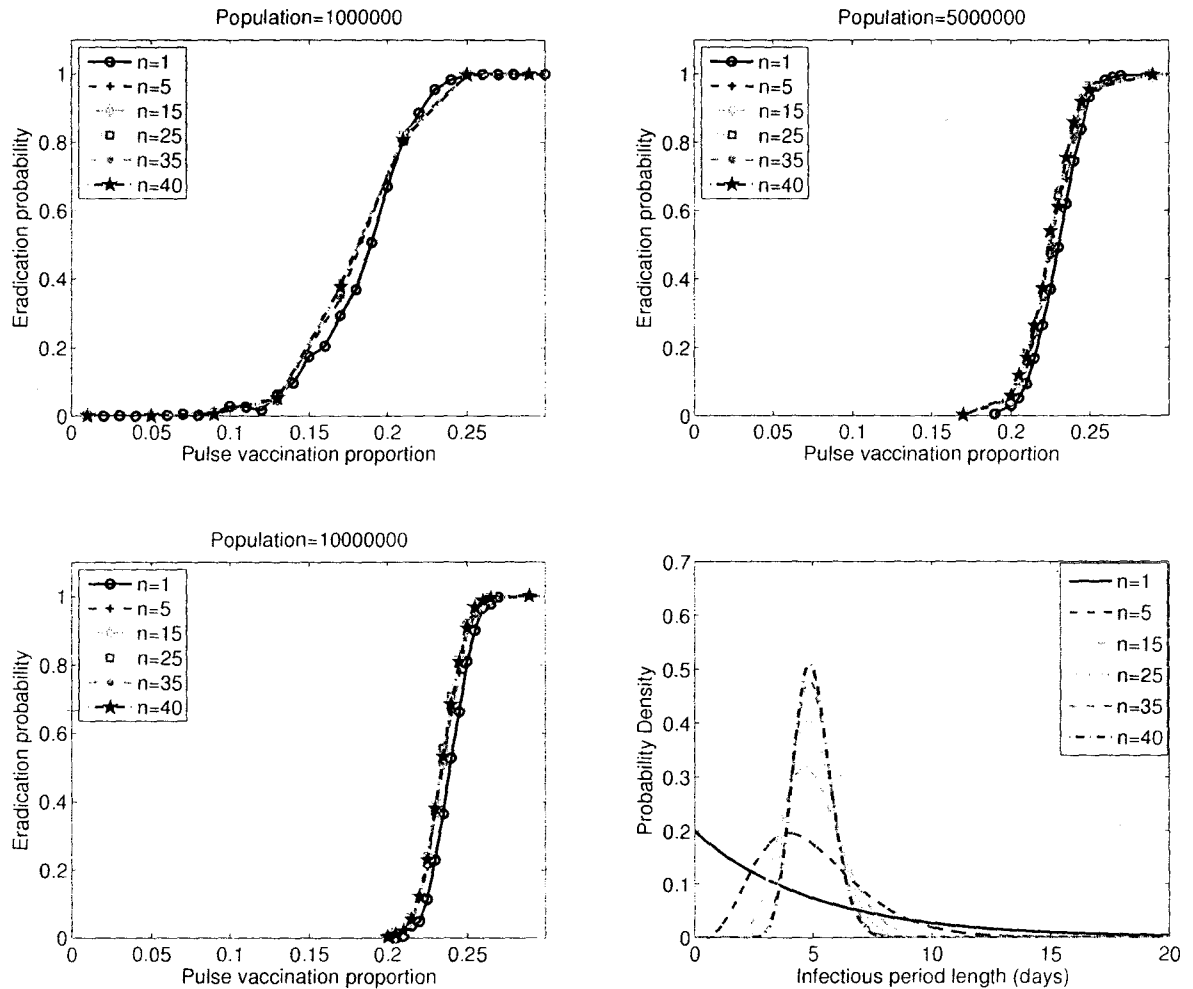 Population=1000000
n=1
n=5
n=15
n=25
n=35
n=40
1
0.8
0.6
0.4
0.2
0
Eradication probability
0 0.05 0.1 0.15 0.2 0.25
Pulse vaccination proportion
Population=5000000
n=1
n=5
n=15
n=25
n=35
n=40
1
0.8
0.6
0.4
0.2
0
Eradication probability
0 0.05 0.1 0.15 0.2 0.25
Pulse vaccination proportion
Population=10000000
n=1
n=5
n=15
n=25
n=35
n=40
1
0.8
0.6
0.4
0.2
0
Eradication probability
0 0.05 0.1 0.15 0.2 0.25
Pulse vaccination proportion
n=1
n=5
n=15
n=25
n=35
n=40
0.7
0.6
0.5
0.4
0.3
0.2
0.1
0
Probability Density
0 5 10 15 20
Infectious period length (days)